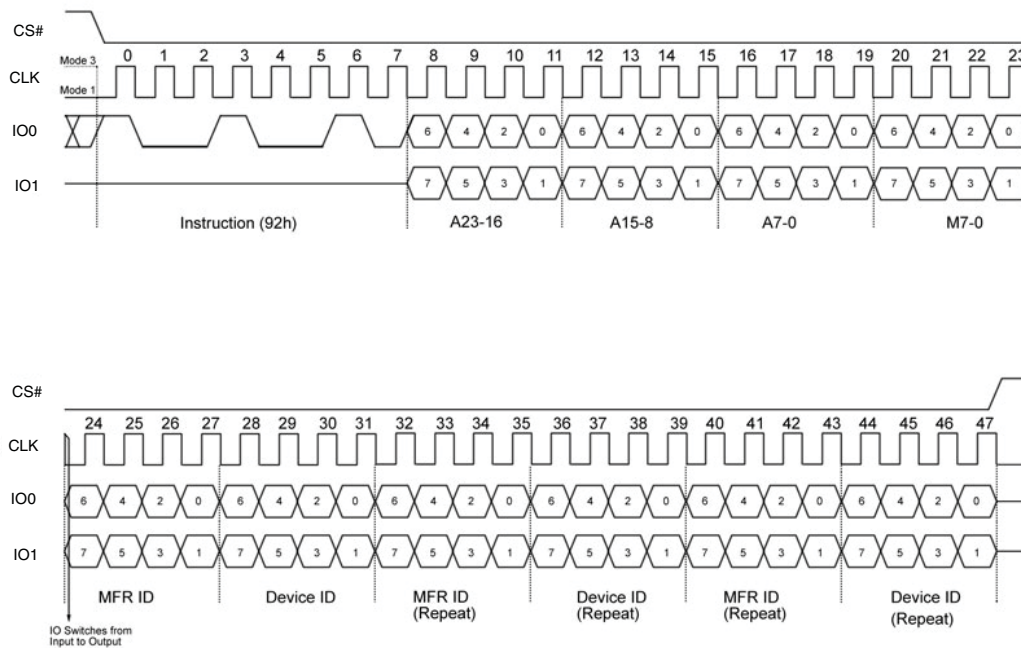 CS#
Mode 3
0 1 2 3 4 5 6 7 8 9 10 11 12 13 14 15 16 17 18 19 20 21 22 23
CLK
Mode 1
IO0
6 4 2 0 6 4 2 0 6 4 2 0 6 4 2 0
IO1
7 5 3 1 7 5 3 1 7 5 3 1 7 5 3 1
Instruction (92h) A23-16 A15-8 A7-0 M7-0
CS#
24 25 26 27 28 29 30 31 32 33 34 35 36 37 38 39 40 41 42 43 44 45 46 47
CLK
IO0
6 4 2 0 6 4 2 0 6 4 2 0 6 4 2 0 6 4 2 0 6 4 2 0
IO1
7 5 3 1 7 5 3 1 7 5 3 1 7 5 3 1 7 5 3 1 7 5 3 1
MFR ID Device ID MFR ID Device ID MFR ID Device ID
(Repeat) (Repeat) (Repeat) (Repeat)
IO Switches from
Input to Output